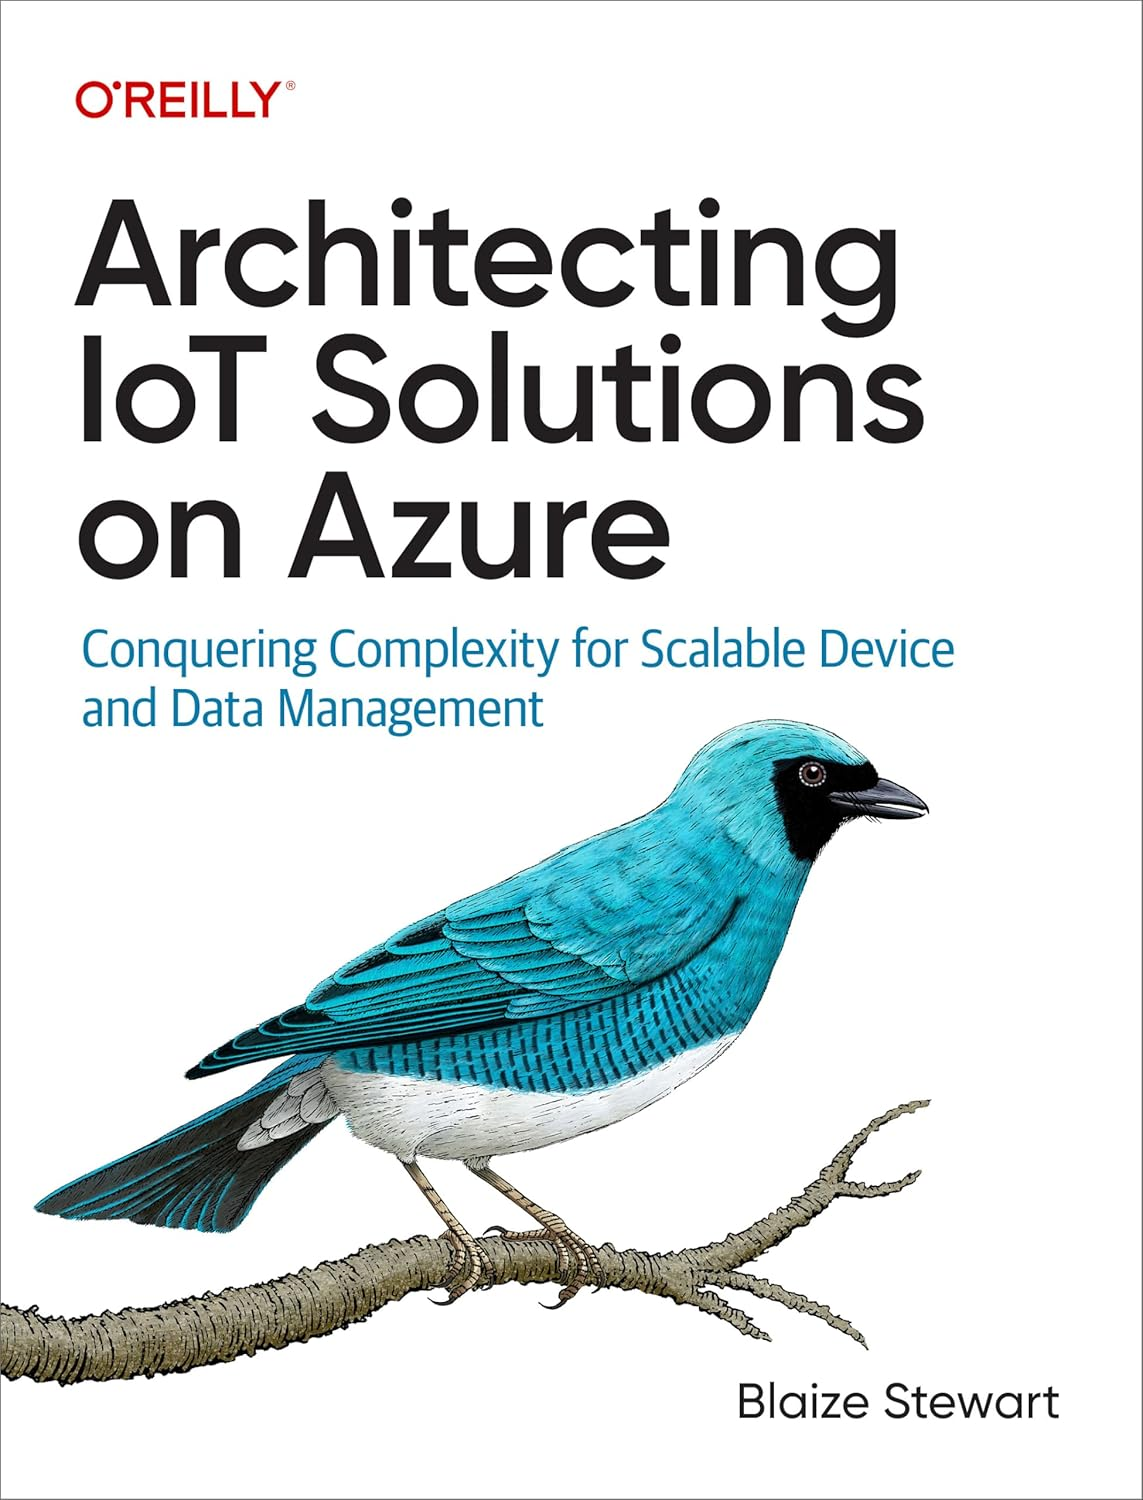 O'REILLY®
Architecting
IoT Solutions
on Azure
Conquering Complexity for Scalable Device
and Data Management
Blaize Stewart